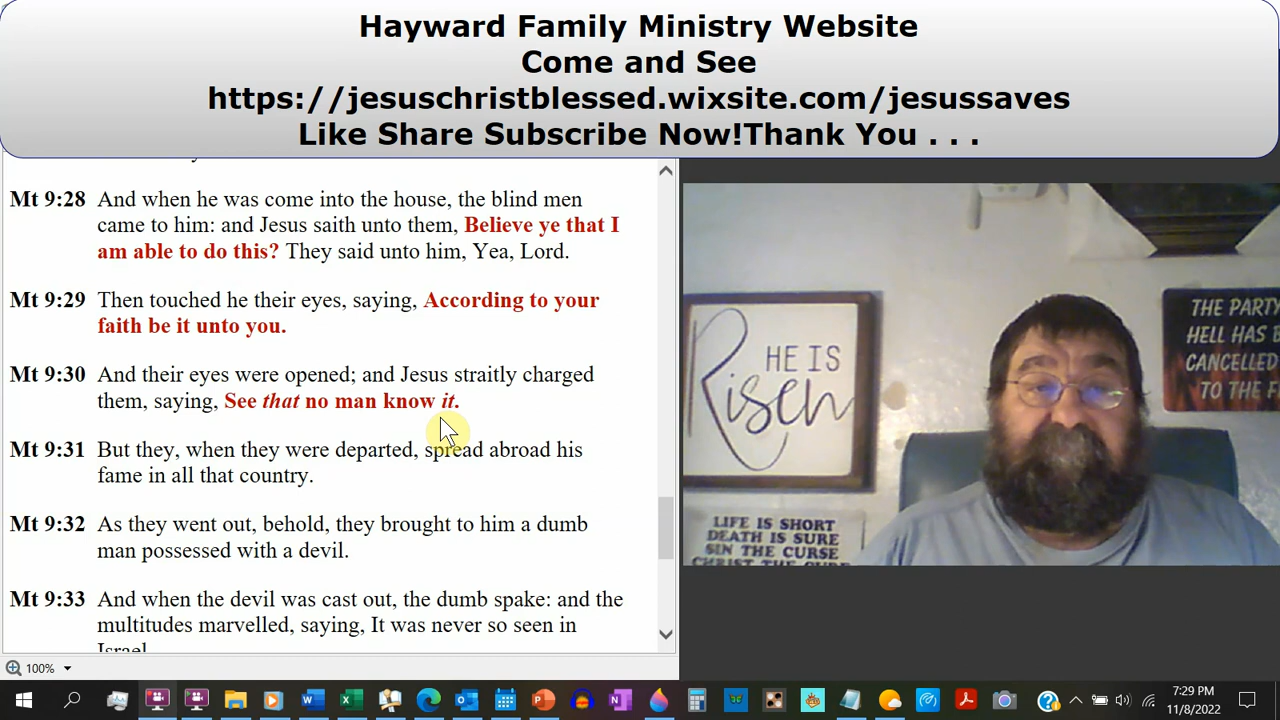 Hayward Family Ministry Website
Come and See
https://jesuschristblessed.wixsite.com/jesussaves
Like Share Subscribe Now!Thank You . . .
Mt 9:28 And when he was come into the house, the blind men
came to him: and Jesus saith unto them, Believe ye that I
am able to do this? They said unto him, Yea, Lord.
Mt 9:29 Then touched he their eyes, saying, According to your
faith be it unto you.
Mt 9:30 And their eyes were opened; and Jesus straitly charged
them, saying, See that no man know it.
Mt 9:31 But they, when they were departed, spread abroad his
fame in all that country.
Mt 9:32 As they went out, behold, they brought to him a dumb
man possessed with a devil.
Mt 9:33 And when the devil was cast out, the dumb spake: and the
multitudes marvelled, saying, It was never so seen in
Israel.
100%
HE IS
Risen
THE PARTY
HELL HAS B
CANCELLED
TO THE F
LIFE IS SHORT
DEATH IS SURE
SIN THE CURSE
CHRIST THE CURE
7:29 PM
11/8/2022